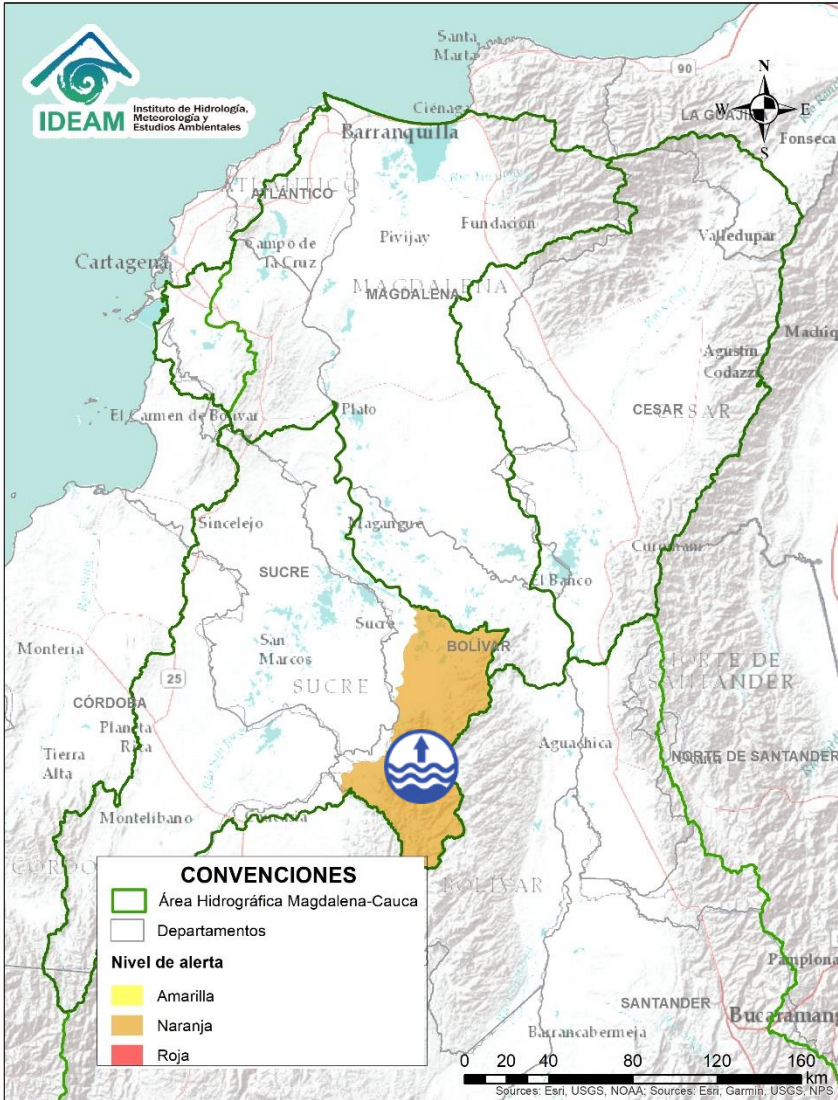 IDEAM
Instituto de Hidrología,
Meteorología y
Estudios Ambientales
Santa
Marta
90
N
W
E
S
LA GUAJIRA
Fonseca
Ciénaga
Barranquilla
ATLÁNTICO
ATLÁNTICO
Campo de
la Cruz
Pivijay
Fundación
Valledupar
Cartagena
MAGDALENA
MAGDALENA
Agustín
Codazzi
CESAR
CESAR
El Carmen de Bolívar
Plato
Sincelejo
Magangué
El Banco
SUCRE
Sucre
BOLÍVAR
San
Marcos
SUCRE
Montería
25
CÓRDOBA
Planeta
Rica
Tierra
Alta
Aguachica
NORTE DE
SANTANDER
NORTE DE SANTANDER
Montelíbano
BOLÍVAR
Pamplona
SANTANDER
Barrancabermeja
CONVENCIONES
Área Hidrográfica Magdalena-Cauca
Departamentos
Nivel de alerta
Amarilla
Naranja
Roja
0 20 40 80 120 160
km
Sources: Esri, USGS, NOAA; Sources: Esri, Garmin, USGS, NPS